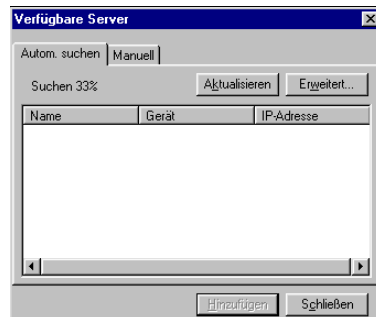 Verfügbare Server
Autom. suchen Manuell
Suchen 33% Aktualisieren Erweitert...
Name Gerät IP-Adresse
Hinzufügen Schließen